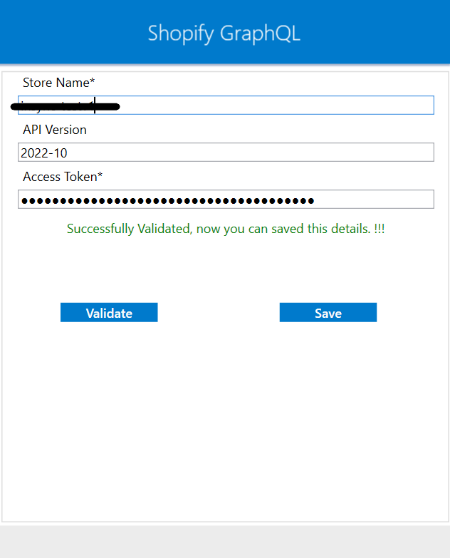 Shopify GraphQL
Store Name*
API Version
2022-10
Access Token*
Successfully Validated, now you can saved this details. !!!
Validate
Save